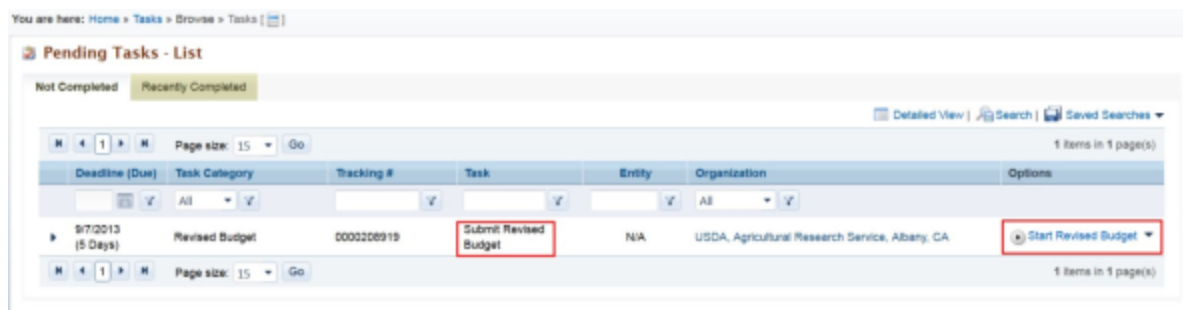 You are here: Home » Tasks » Browse » Tasks [ ]
Pending Tasks - List
Not Completed Recently Completed
Detailed View | Search | Saved Searches
1 Page size: 15 Go 1 items in 1 page(s)
Deadline (Due) Task Category Tracking # Task Entity Organization Options
All All
9/7/2013 (5 Days) Revised Budget 0000208919 Submit Revised Budget N/A USDA, Agricultural Research Service, Albany, CA Start Revised Budget
1 Page size: 15 Go 1 items in 1 page(s)